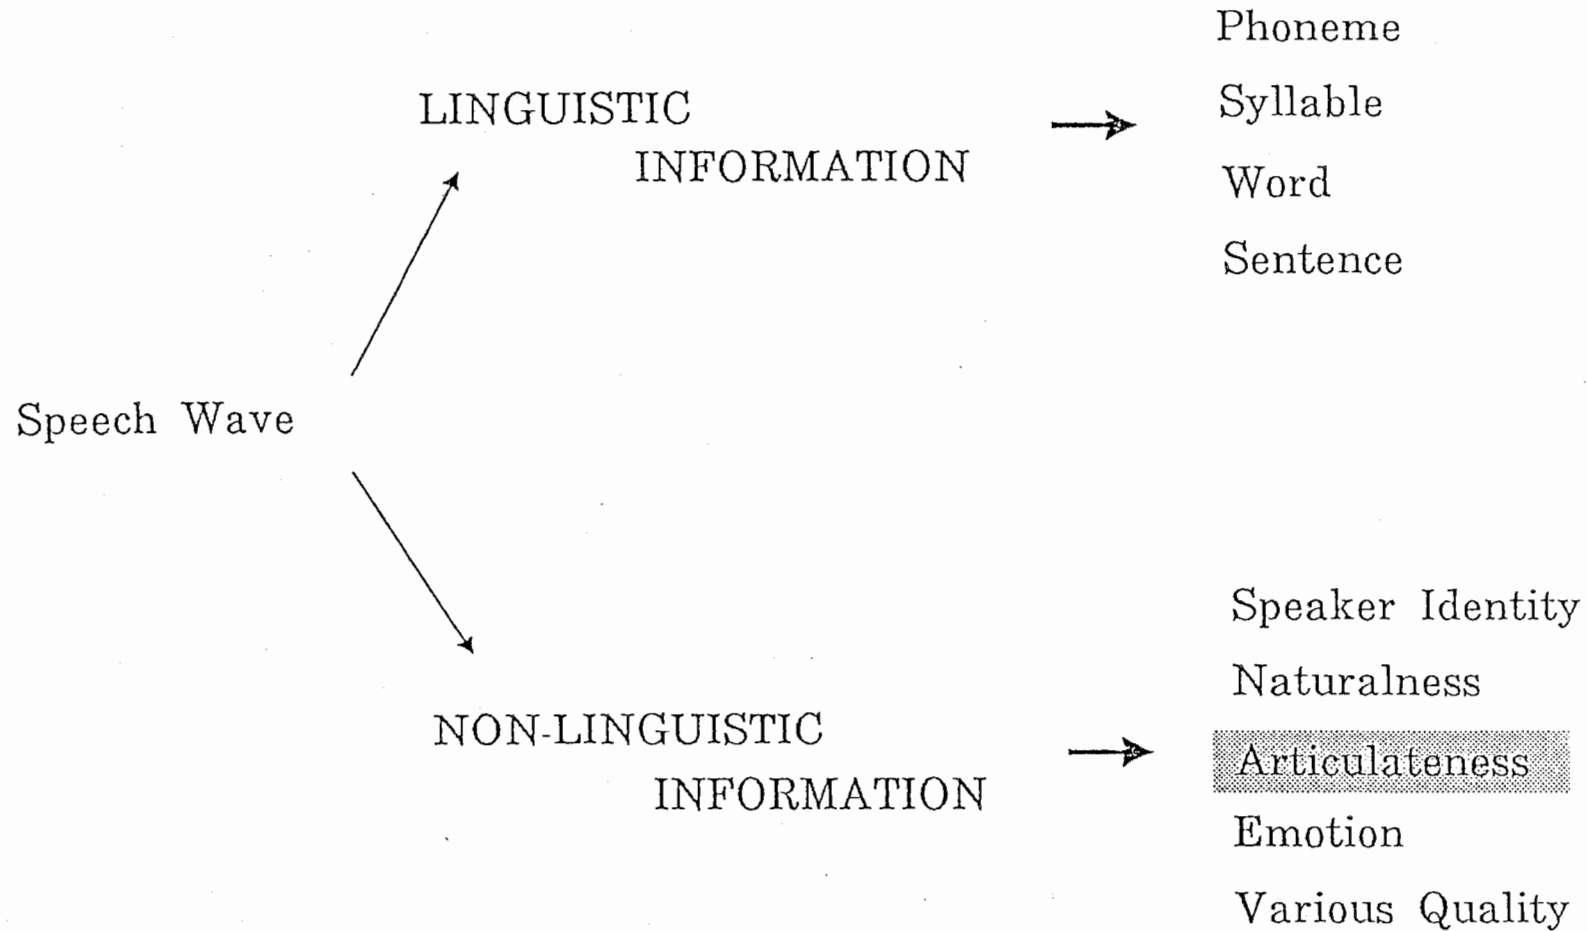 Speech Wave
LINGUISTIC
INFORMATION
Phoneme
Syllable
Word
Sentence
NON-LINGUISTIC
INFORMATION
Speaker Identity
Naturalness
Articulateness
Emotion
Various Quality